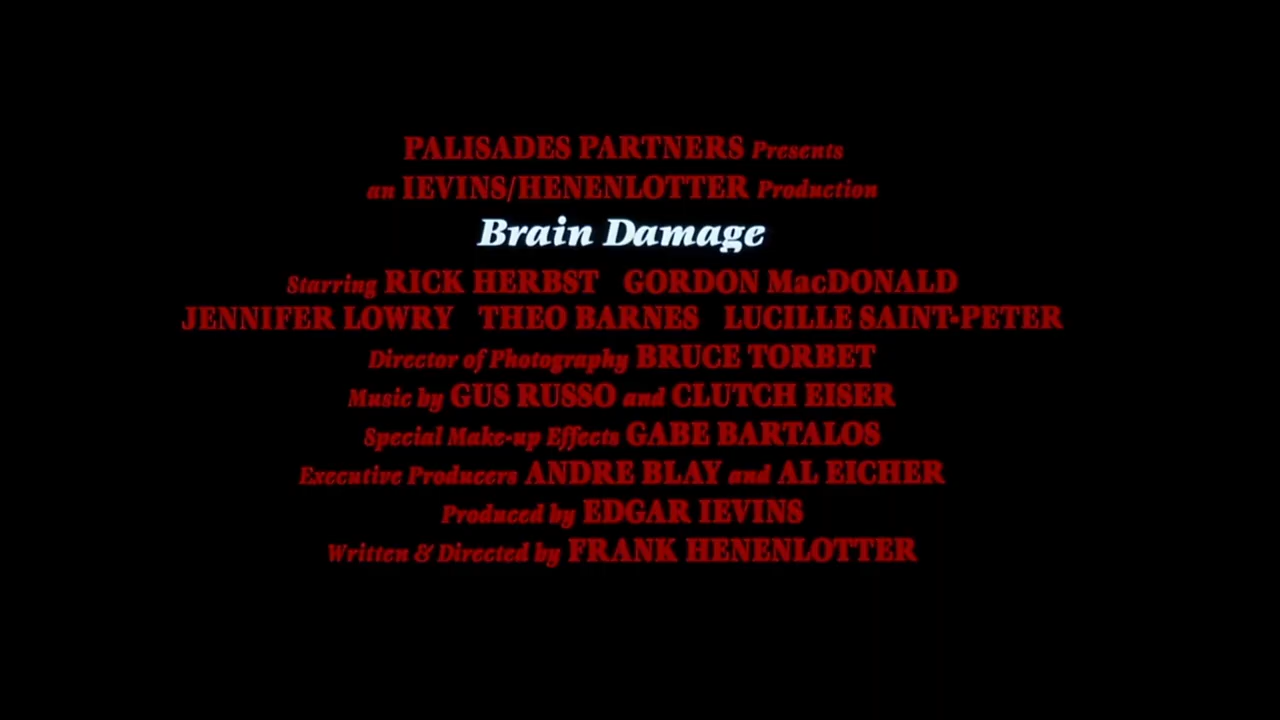 PALISADES PARTNERS Presents
an IEVINS/HENENLOTTER Production
Brain Damage
Starring RICK HERBST GORDON MacDONALD
JENNIFER LOWRY THEO BARNES LUCILLE SAINT-PETER
Director of Photography BRUCE TORBET
Music by GUS RUSSO and CLUTCH EISER
Special Make-up Effects GABE BARTALOS
Executive Producers ANDRE BLAY and AL EICHER
Produced by EDGAR IEVINS
Written & Directed by FRANK HENENLOTTER